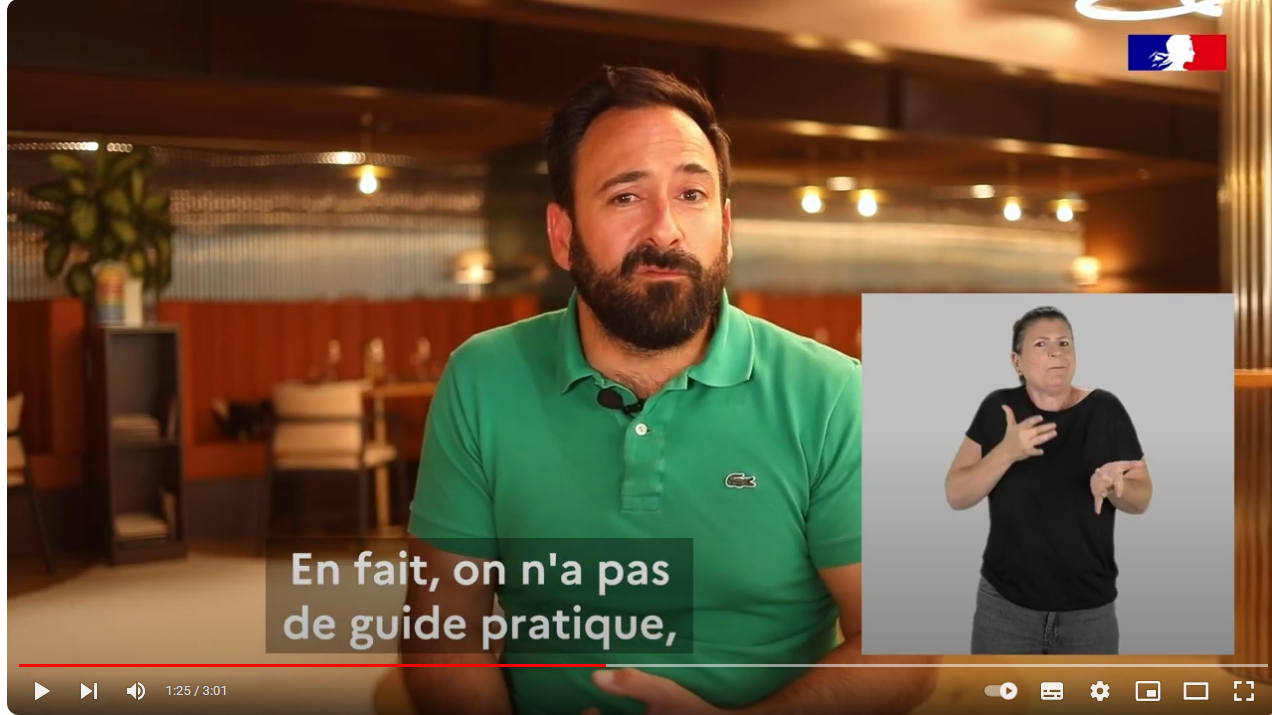 En fait, on n'a pas
de guide pratique,
1:25 / 3:01